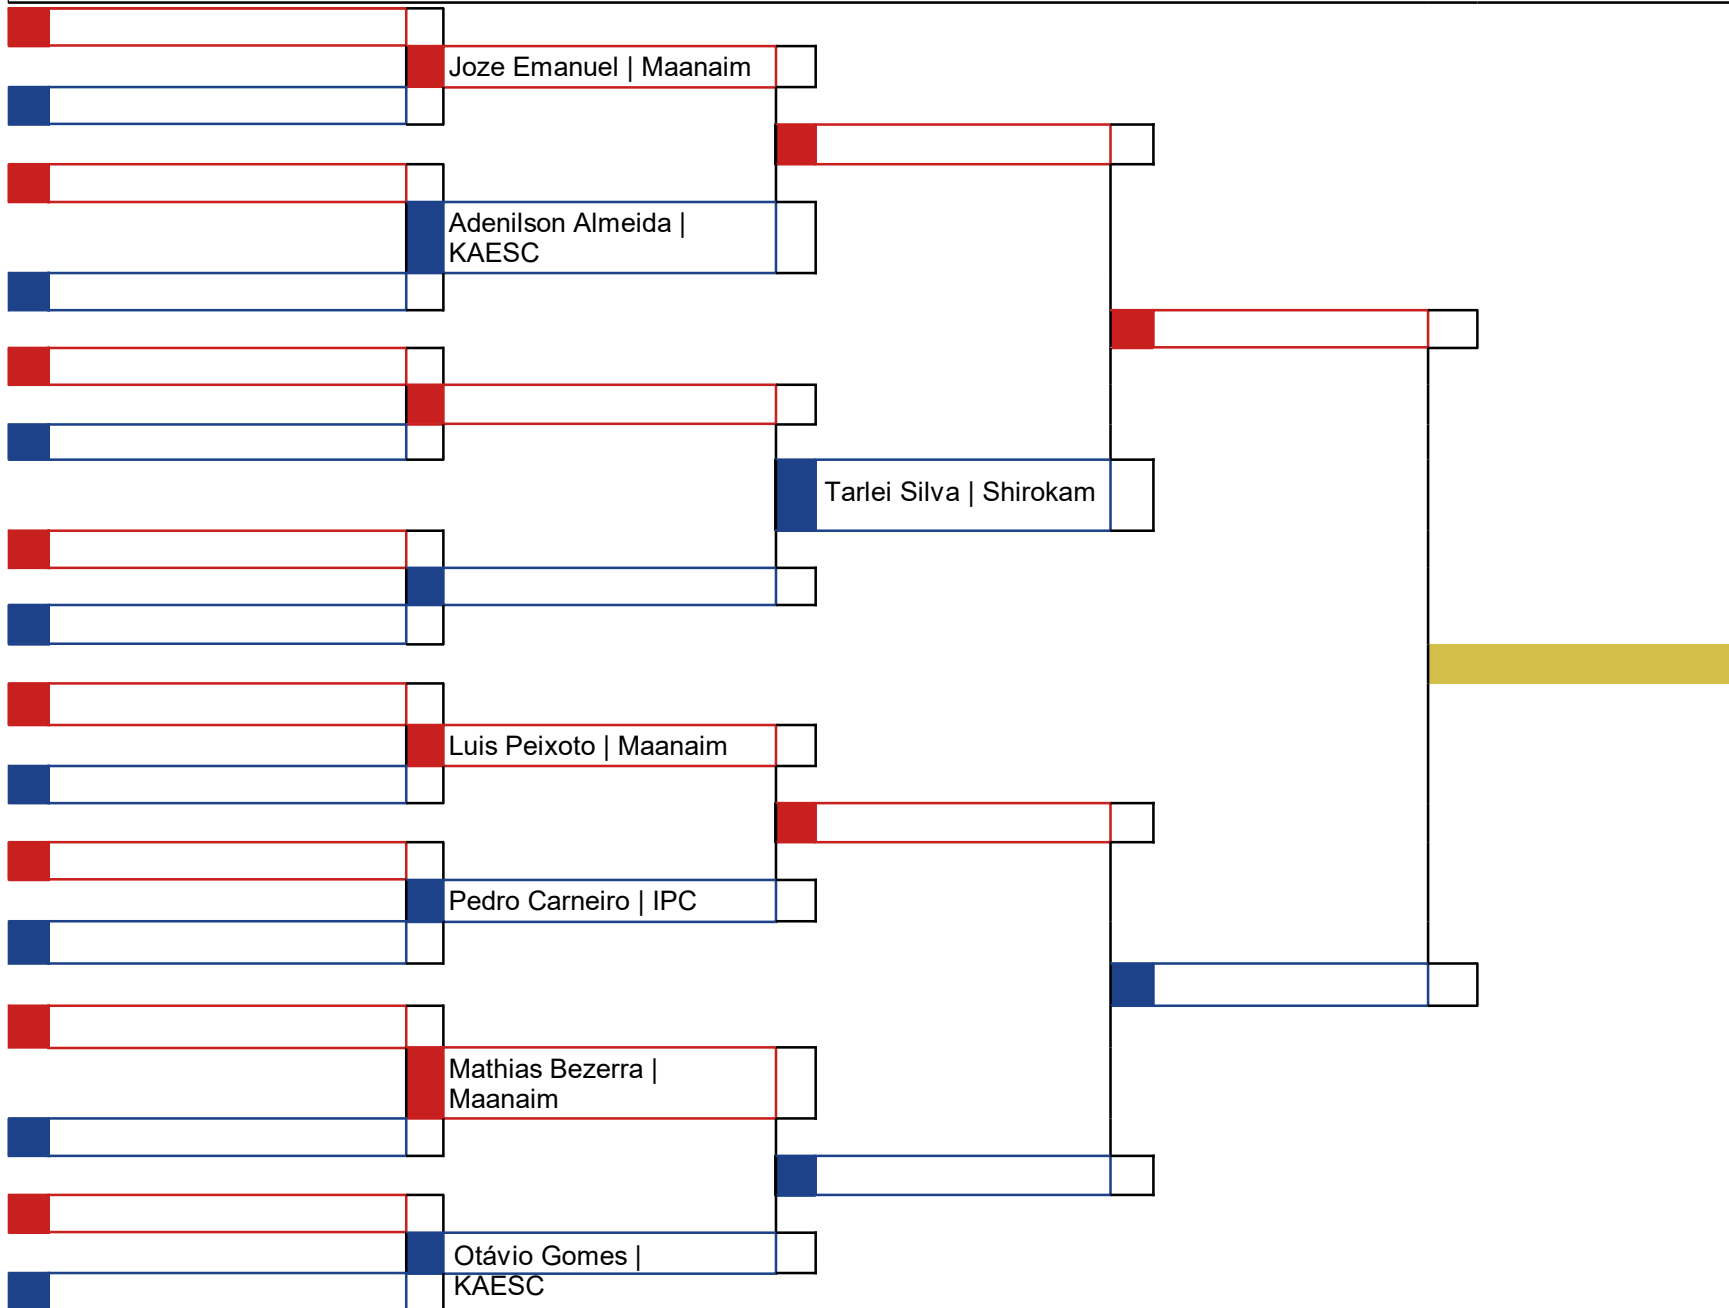 Joze Emanuel | Maanaim
Adenilson Almeida |
KAESC
Tarlei Silva | Shirokam
Luis Peixoto | Maanaim
Pedro Carneiro | IPC
Mathias Bezerra |
Maanaim
Otávio Gomes |
KAESC